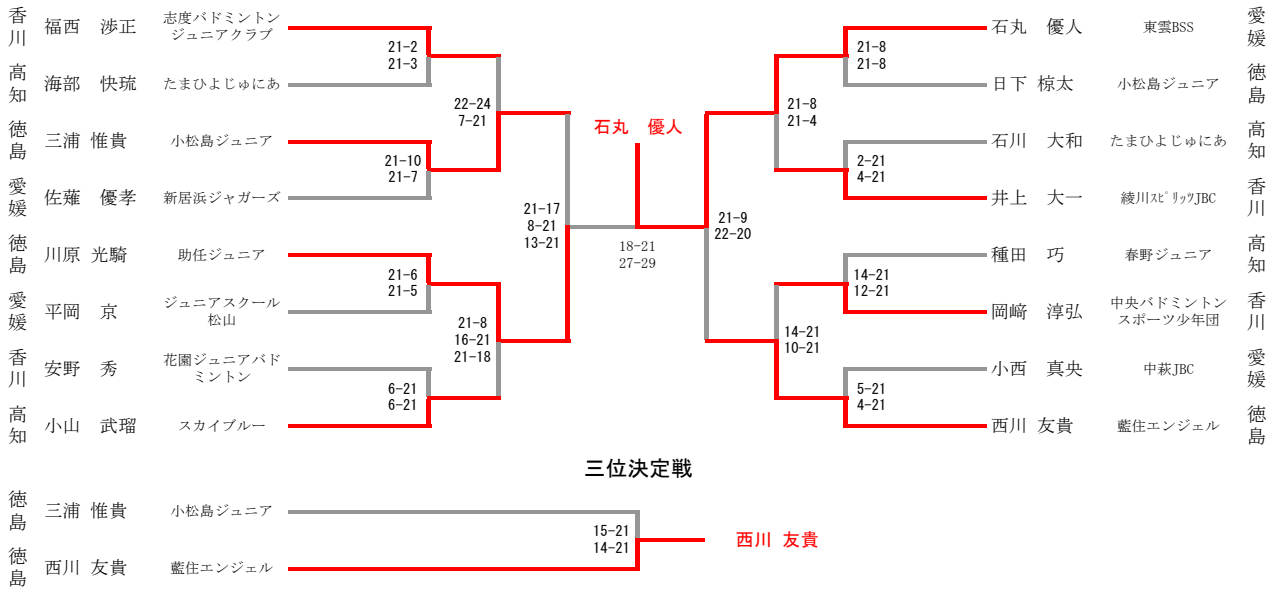 香川 福西 渉正 志度バドミントンジュニアクラブ
21-2
21-3
高知 海部 快琉 たまひよじゅにあ
22-24
7-21
徳島 三浦 惟貴 小松島ジュニア
21-10
21-7
愛媛 佐薙 優孝 新居浜ジャガーズ
21-17
8-21
13-21
徳島 川原 光騎 助任ジュニア
21-6
21-5
愛媛 平岡 京 ジュニアスクール松山
21-8
16-21
21-18
香川 安野 秀 花園ジュニアバドミントン
6-21
6-21
高知 小山 武瑠 スカイブルー
石丸 優人
18-21
27-29
石丸 優人 東雲BSS 愛媛
21-8
21-8
日下 椋太 小松島ジュニア 徳島
21-8
21-4
石川 大和 たまひよじゅにあ 高知
2-21
4-21
井上 大一 綾川スピリッツJBC 香川
21-9
22-20
種田 巧 春野ジュニア 高知
14-21
12-21
岡﨑 淳弘 中央バドミントンスポーツ少年団 香川
14-21
10-21
小西 真央 中萩JBC 愛媛
5-21
4-21
西川 友貴 藍住エンジェル 徳島
三位決定戦
徳島 三浦 惟貴 小松島ジュニア
15-21
14-21
西川 友貴
徳島 西川 友貴 藍住エンジェル